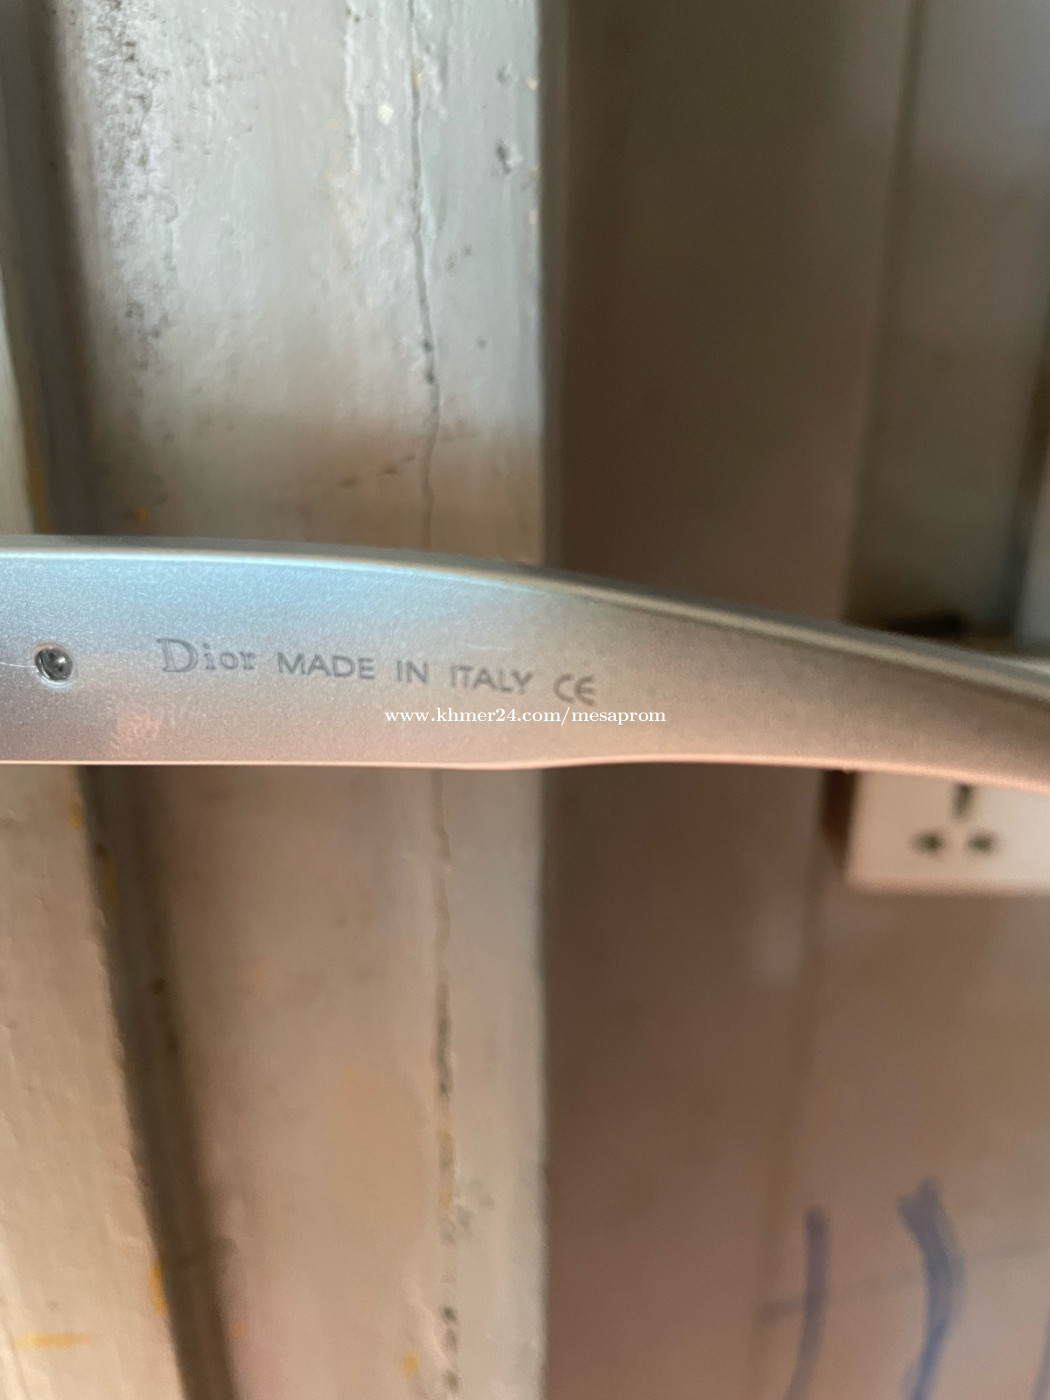 Dior MADE IN ITALY CE
www.khmer24.com/mesaprom